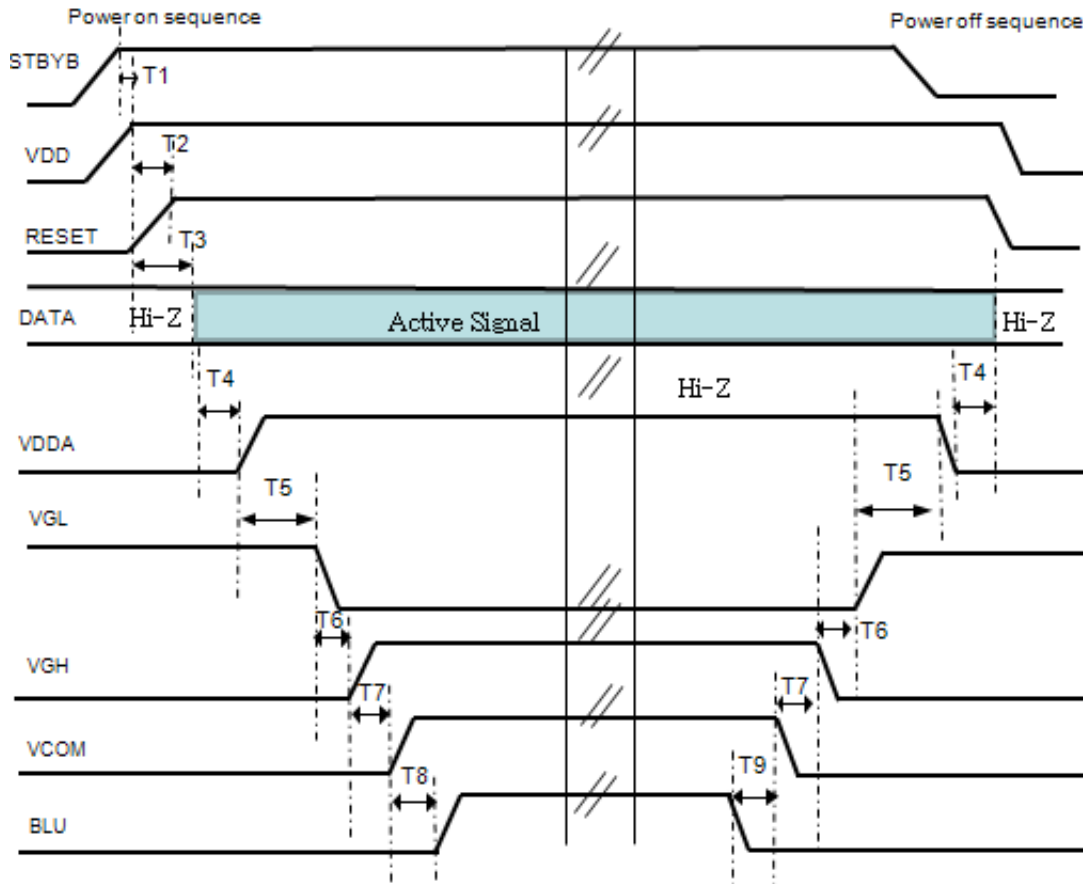 Power on sequence
Power off sequence
STBYB
T1
T2
VDD
RESET
T3
DATA
Hi-Z
Active Signal
Hi-Z
T4
Hi-Z
T4
VDDA
T5
T5
VGL
T6
T6
VGH
T7
T7
VCOM
T8
T9
BLU